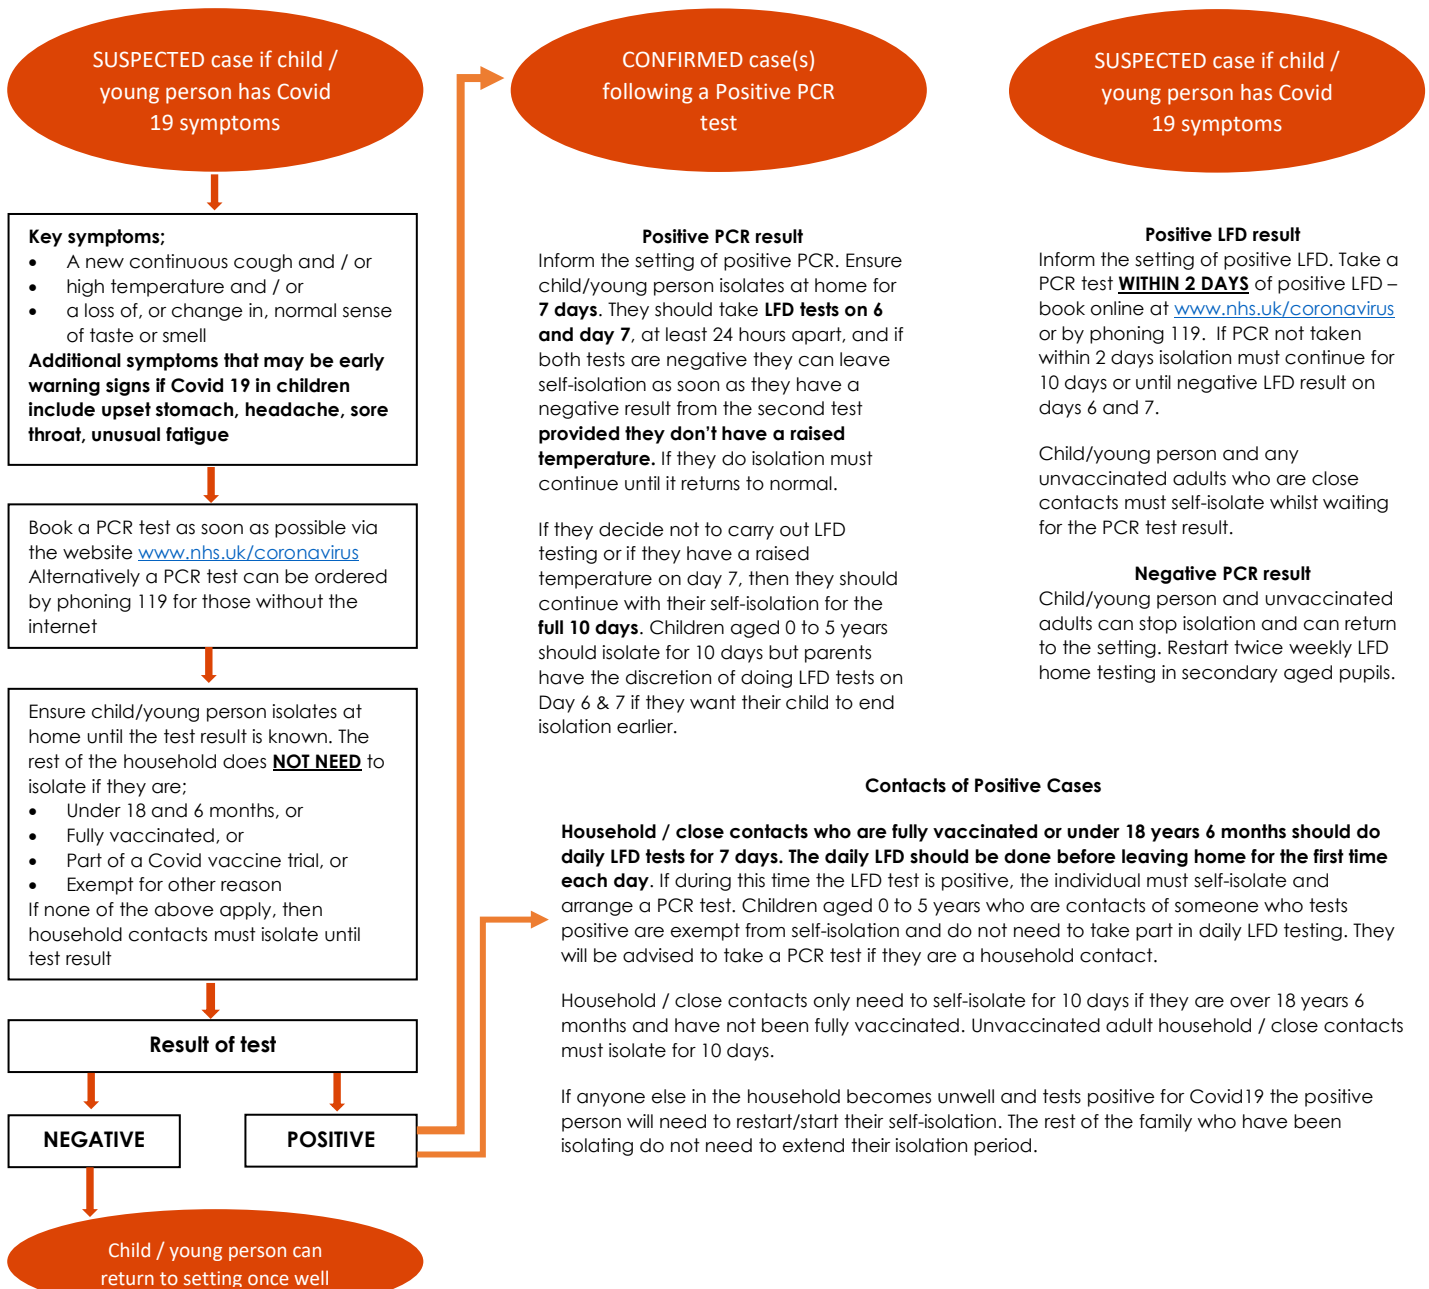 SUSPECTED case if child /
young person has Covid
19 symptoms
Key symptoms;
• A new continuous cough and / or
• high temperature and / or
• a loss of, or change in, normal sense
of taste or smell
Additional symptoms that may be early
warning signs if Covid 19 in children
include upset stomach, headache, sore
throat, unusual fatigue
Book a PCR test as soon as possible via
the website www.nhs.uk/coronavirus
Alternatively a PCR test can be ordered
by phoning 119 for those without the
internet
Ensure child/young person isolates at
home until the test result is known. The
rest of the household does NOT NEED to
isolate if they are;
• Under 18 and 6 months, or
• Fully vaccinated, or
• Part of a Covid vaccine trial, or
• Exempt for other reason
If none of the above apply, then
household contacts must isolate until
test result
Result of test
NEGATIVE
POSITIVE
Child / young person can
return to setting once well
CONFIRMED case(s)
following a Positive PCR
test
Positive PCR result
Inform the setting of positive PCR. Ensure
child/young person isolates at home for
7 days. They should take LFD tests on 6
and day 7, at least 24 hours apart, and if
both tests are negative they can leave
self-isolation as soon as they have a
negative result from the second test
provided they don't have a raised
temperature. If they do isolation must
continue until it returns to normal.
If they decide not to carry out LFD
testing or if they have a raised
temperature on day 7, then they should
continue with their self-isolation for the
full 10 days. Children aged 0 to 5 years
should isolate for 10 days but parents
have the discretion of doing LFD tests on
Day 6 & 7 if they want their child to end
isolation earlier.
SUSPECTED case if child /
young person has Covid
19 symptoms
Positive LFD result
Inform the setting of positive LFD. Take a
PCR test WITHIN 2 DAYS of positive LFD –
book online at www.nhs.uk/coronavirus
or by phoning 119. If PCR not taken
within 2 days isolation must continue for
10 days or until negative LFD result on
days 6 and 7.
Child/young person and any
unvaccinated adults who are close
contacts must self-isolate whilst waiting
for the PCR test result.
Negative PCR result
Child/young person and unvaccinated
adults can stop isolation and can return
to the setting. Restart twice weekly LFD
home testing in secondary aged pupils.
Contacts of Positive Cases
Household / close contacts who are fully vaccinated or under 18 years 6 months should do
daily LFD tests for 7 days. The daily LFD should be done before leaving home for the first time
each day. If during this time the LFD test is positive, the individual must self-isolate and
arrange a PCR test. Children aged 0 to 5 years who are contacts of someone who tests
positive are exempt from self-isolation and do not need to take part in daily LFD testing. They
will be advised to take a PCR test if they are a household contact.
Household / close contacts only need to self-isolate for 10 days if they are over 18 years 6
months and have not been fully vaccinated. Unvaccinated adult household / close contacts
must isolate for 10 days.
If anyone else in the household becomes unwell and tests positive for Covid19 the positive
person will need to restart/start their self-isolation. The rest of the family who have been
isolating do not need to extend their isolation period.